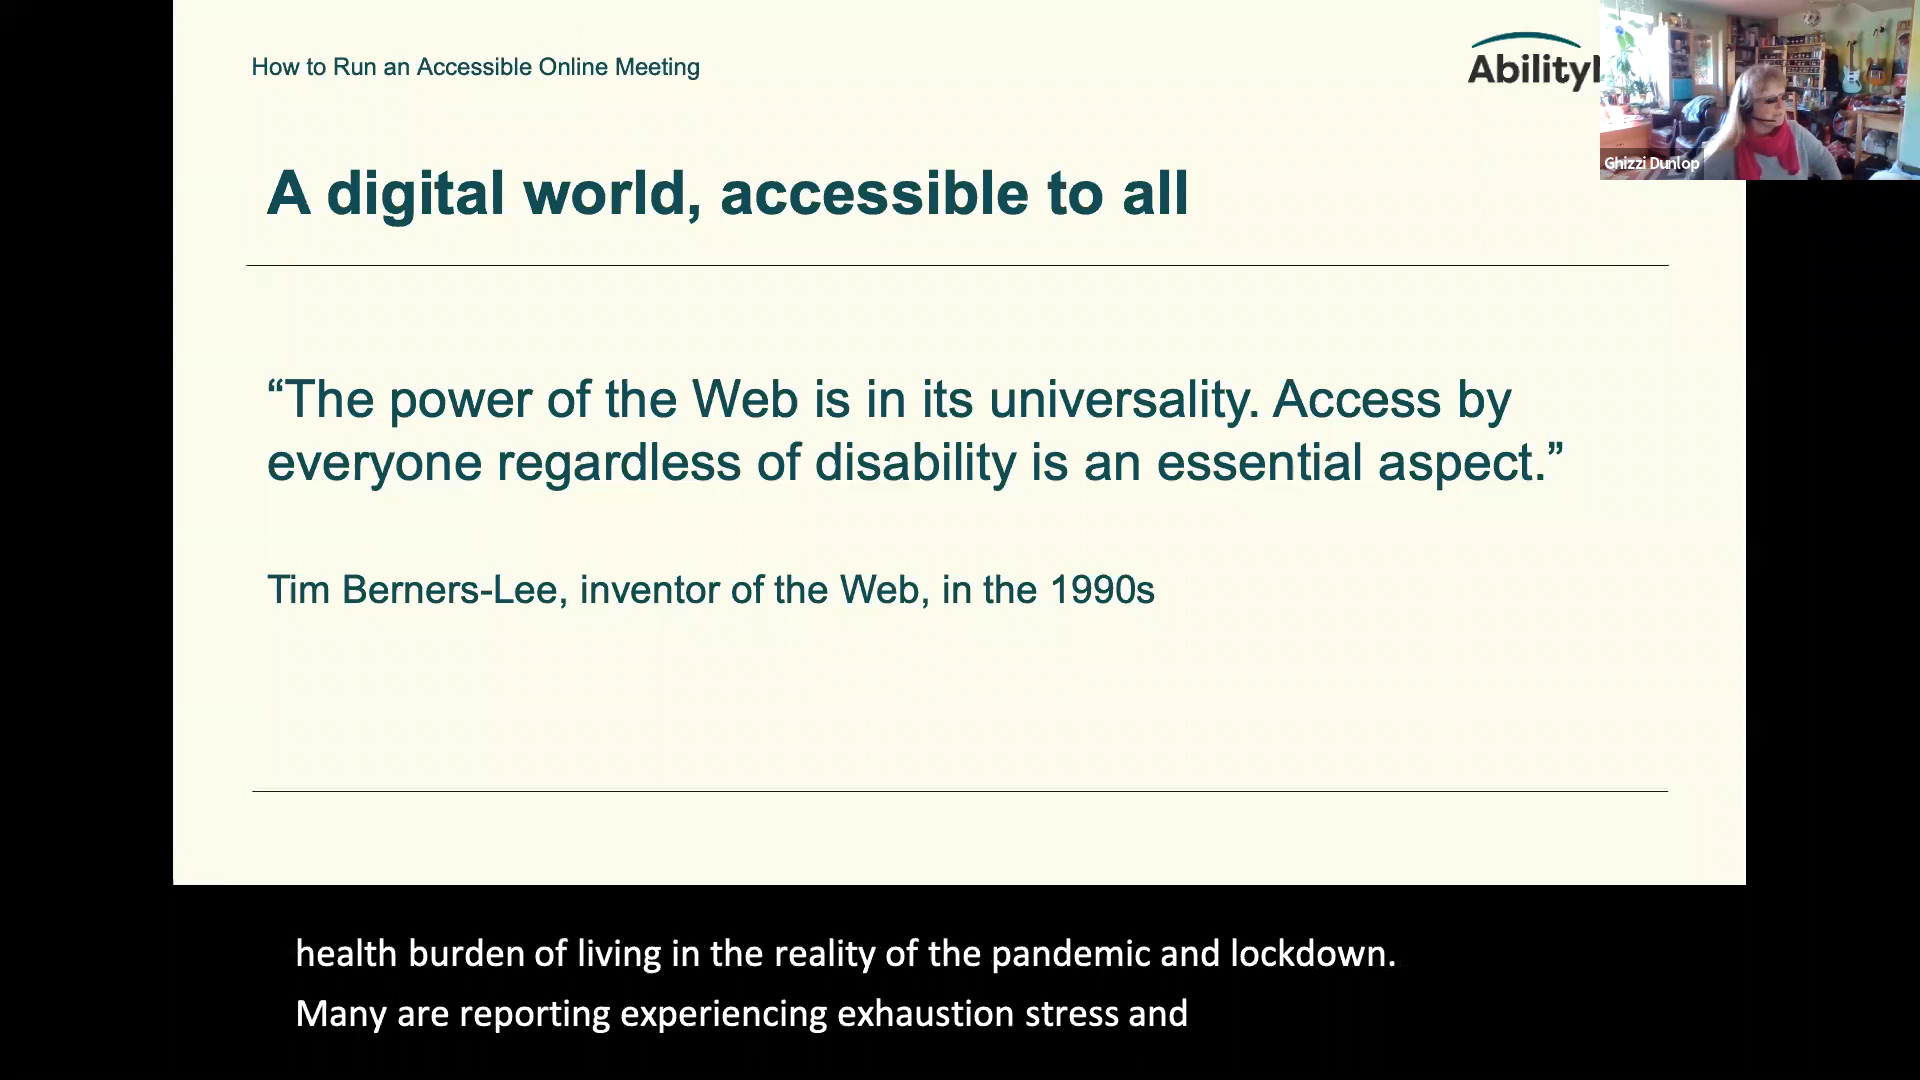 How to Run an Accessible Online Meeting
Ability
Ghizzi Dunlop
A digital world, accessible to all
“The power of the Web is in its universality. Access by
everyone regardless of disability is an essential aspect.”
Tim Berners-Lee, inventor of the Web, in the 1990s
health burden of living in the reality of the pandemic and lockdown.
Many are reporting experiencing exhaustion stress and